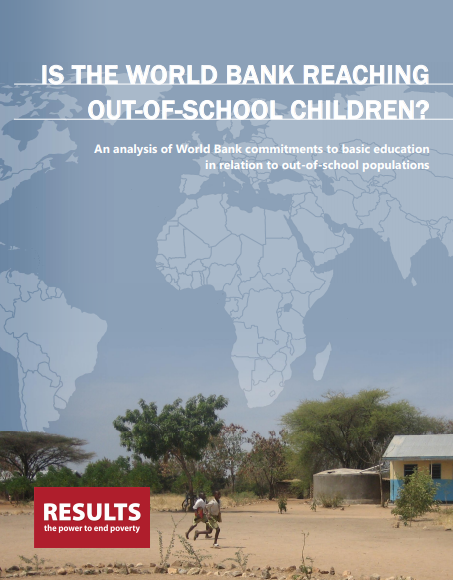 IS THE WORLD BANK REACHING
OUT-OF-SCHOOL CHILDREN?
An analysis of World Bank commitments to basic education
in relation to out-of-school populations
RESULTS
the power to end poverty